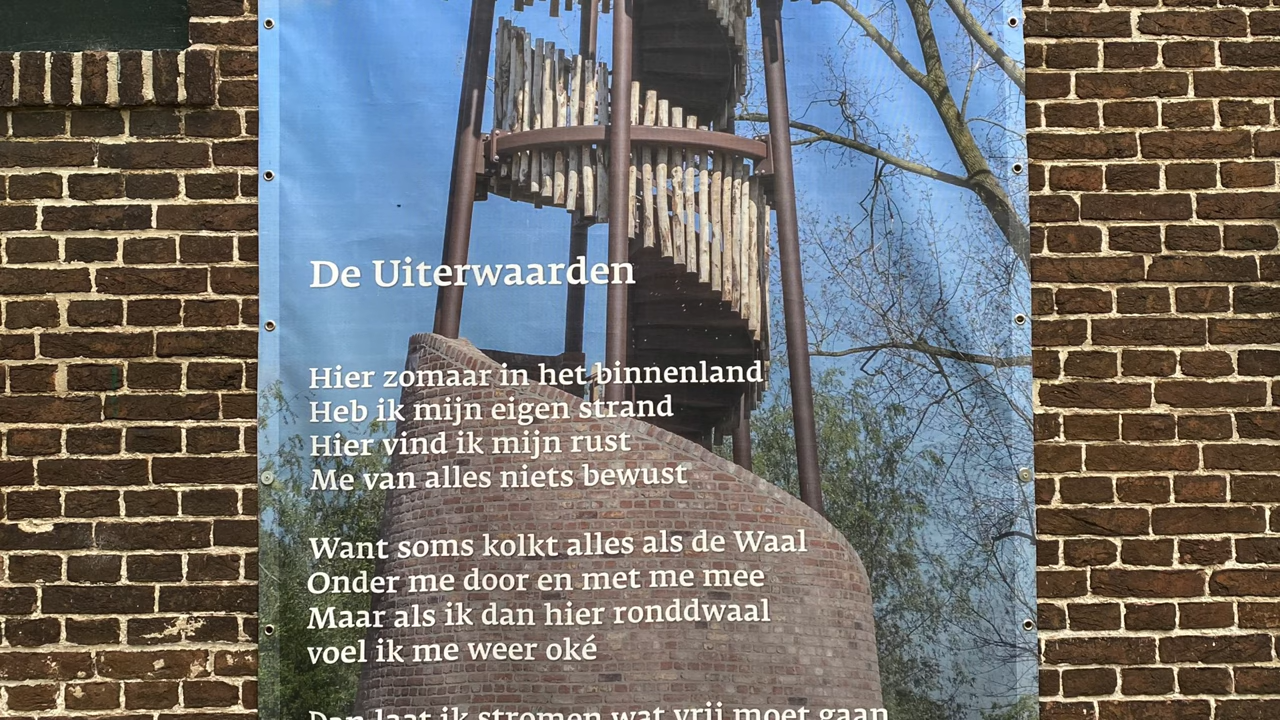 De Uiterwaarden
Hier zomaar in het binnenland
Heb ik mijn eigen strand
Hier vind ik mijn rust
Me van alles niets bewust
Want soms kolkt alles als de Waal
Onder me door en met me mee
Maar als ik dan hier ronddwaal
voel ik me weer oké
Dan laat ik stromen wat vrij moet gaan